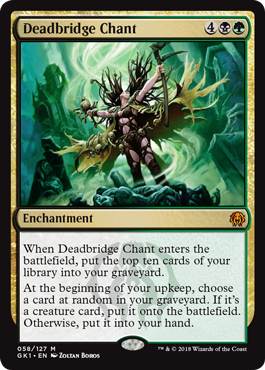 Deadbridge Chant 4
Enchantment
When Deadbridge Chant enters the
battlefield, put the top ten cards of your
library into your graveyard.
At the beginning of your upkeep, choose
a card at random in your graveyard. If it's
a creature card, put it onto the battlefield.
Otherwise, put it into your hand.
058/127 M
GK1 • EN Zoltan Boros
™ & © 2018 Wizards of the Coast